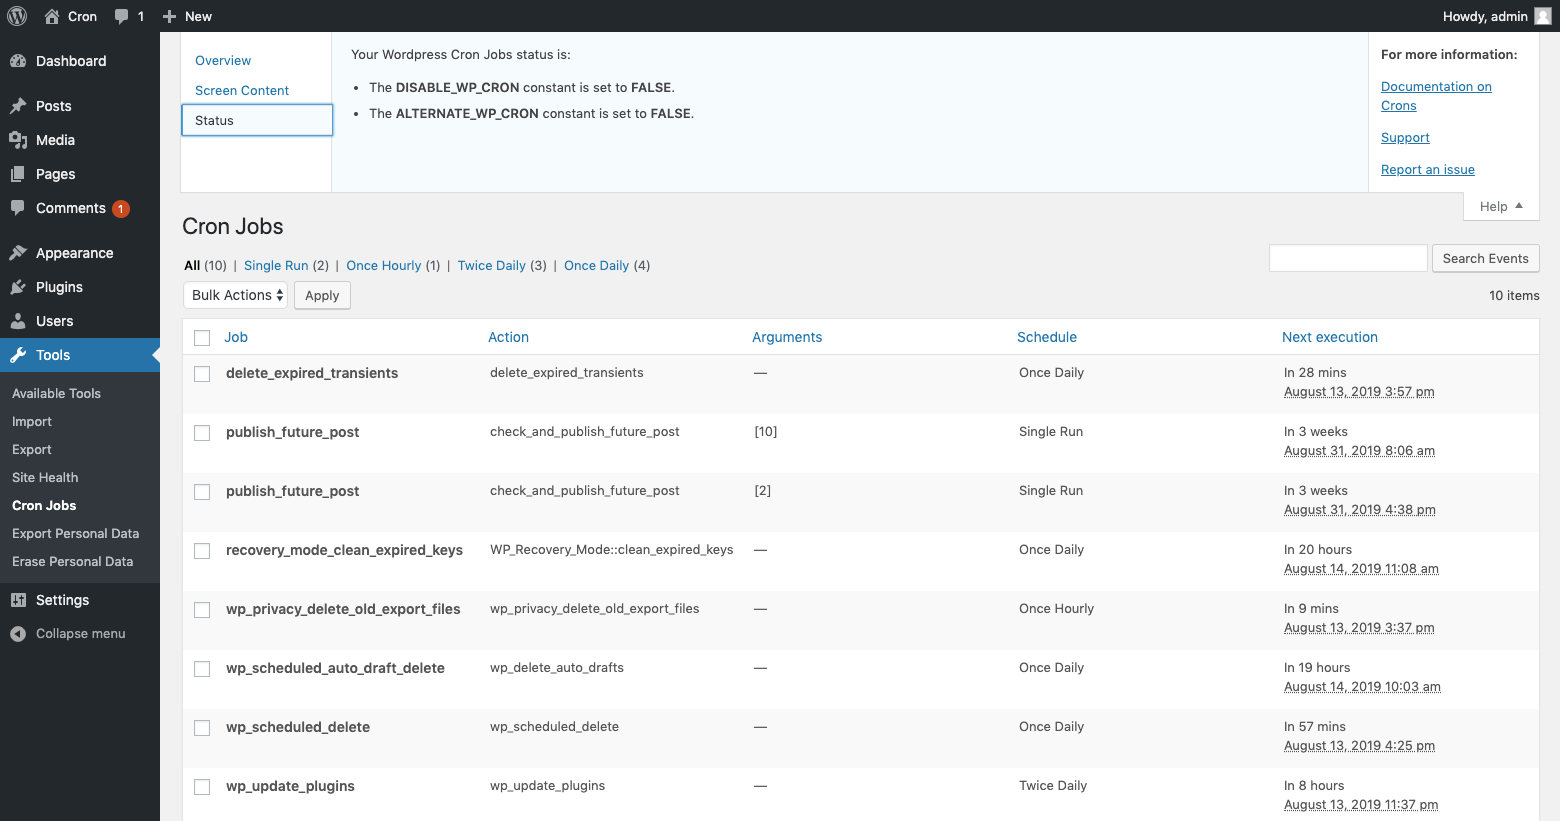 Cron 1 New Howdy, admin
Dashboard
Posts
Media
Pages
Comments 1
Appearance
Plugins
Users
Tools
Available Tools
Import
Export
Site Health
Cron Jobs
Export Personal Data
Erase Personal Data
Settings
Collapse menu
Overview
Screen Content
Status
Your Wordpress Cron Jobs status is:
• The DISABLE_WP_CRON constant is set to FALSE.
• The ALTERNATE_WP_CRON constant is set to FALSE.
For more information:
Documentation on
Crons
Support
Report an issue
Help
Cron Jobs
All (10) | Single Run (2) | Once Hourly (1) | Twice Daily (3) | Once Daily (4)
Search Events
Bulk Actions Apply
10 items
Job Action Arguments Schedule Next execution
delete_expired_transients delete_expired_transients — Once Daily In 28 mins
August 13, 2019 3:57 pm
publish_future_post check_and_publish_future_post [10] Single Run In 3 weeks
August 31, 2019 8:06 am
publish_future_post check_and_publish_future_post [2] Single Run In 3 weeks
August 31, 2019 4:38 pm
recovery_mode_clean_expired_keys WP_Recovery_Mode::clean_expired_keys — Once Daily In 20 hours
August 14, 2019 11:08 am
wp_privacy_delete_old_export_files wp_privacy_delete_old_export_files — Once Hourly In 9 mins
August 13, 2019 3:37 pm
wp_scheduled_auto_draft_delete wp_delete_auto_drafts — Once Daily In 19 hours
August 14, 2019 10:03 am
wp_scheduled_delete wp_scheduled_delete — Once Daily In 57 mins
August 13, 2019 4:25 pm
wp_update_plugins wp_update_plugins — Twice Daily In 8 hours
August 13, 2019 11:37 pm